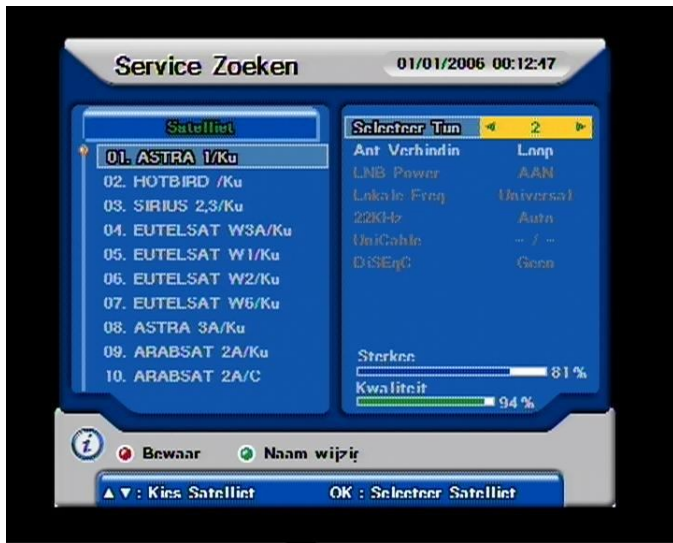 Service Zoeken
01/01/2006 00:12:47
Satelliet
01. ASTRA 1/Ku
02. HOTBIRD /Ku
03. SIRIUS 2,3/Ku
04. EUTELSAT W3A/Ku
05. EUTELSAT W1/Ku
06. EUTELSAT W2/Ku
07. EUTELSAT W6/Ku
08. ASTRA 3A/Ku
09. ARABSAT 2A/Ku
10. ARABSAT 2A/C
Selecteer Tun 2
Ant Verbindin Loop
LNB Power AAN
Lokale Freq Universal
22KHz Auto
UniCable -- / --
DiSEqC Geen
Sterkee
81 %
Kwaliteit
94 %
i
Bewaar Naam wijzig
▲▼ : Kies Satelliet OK : Selecteer Satelliet